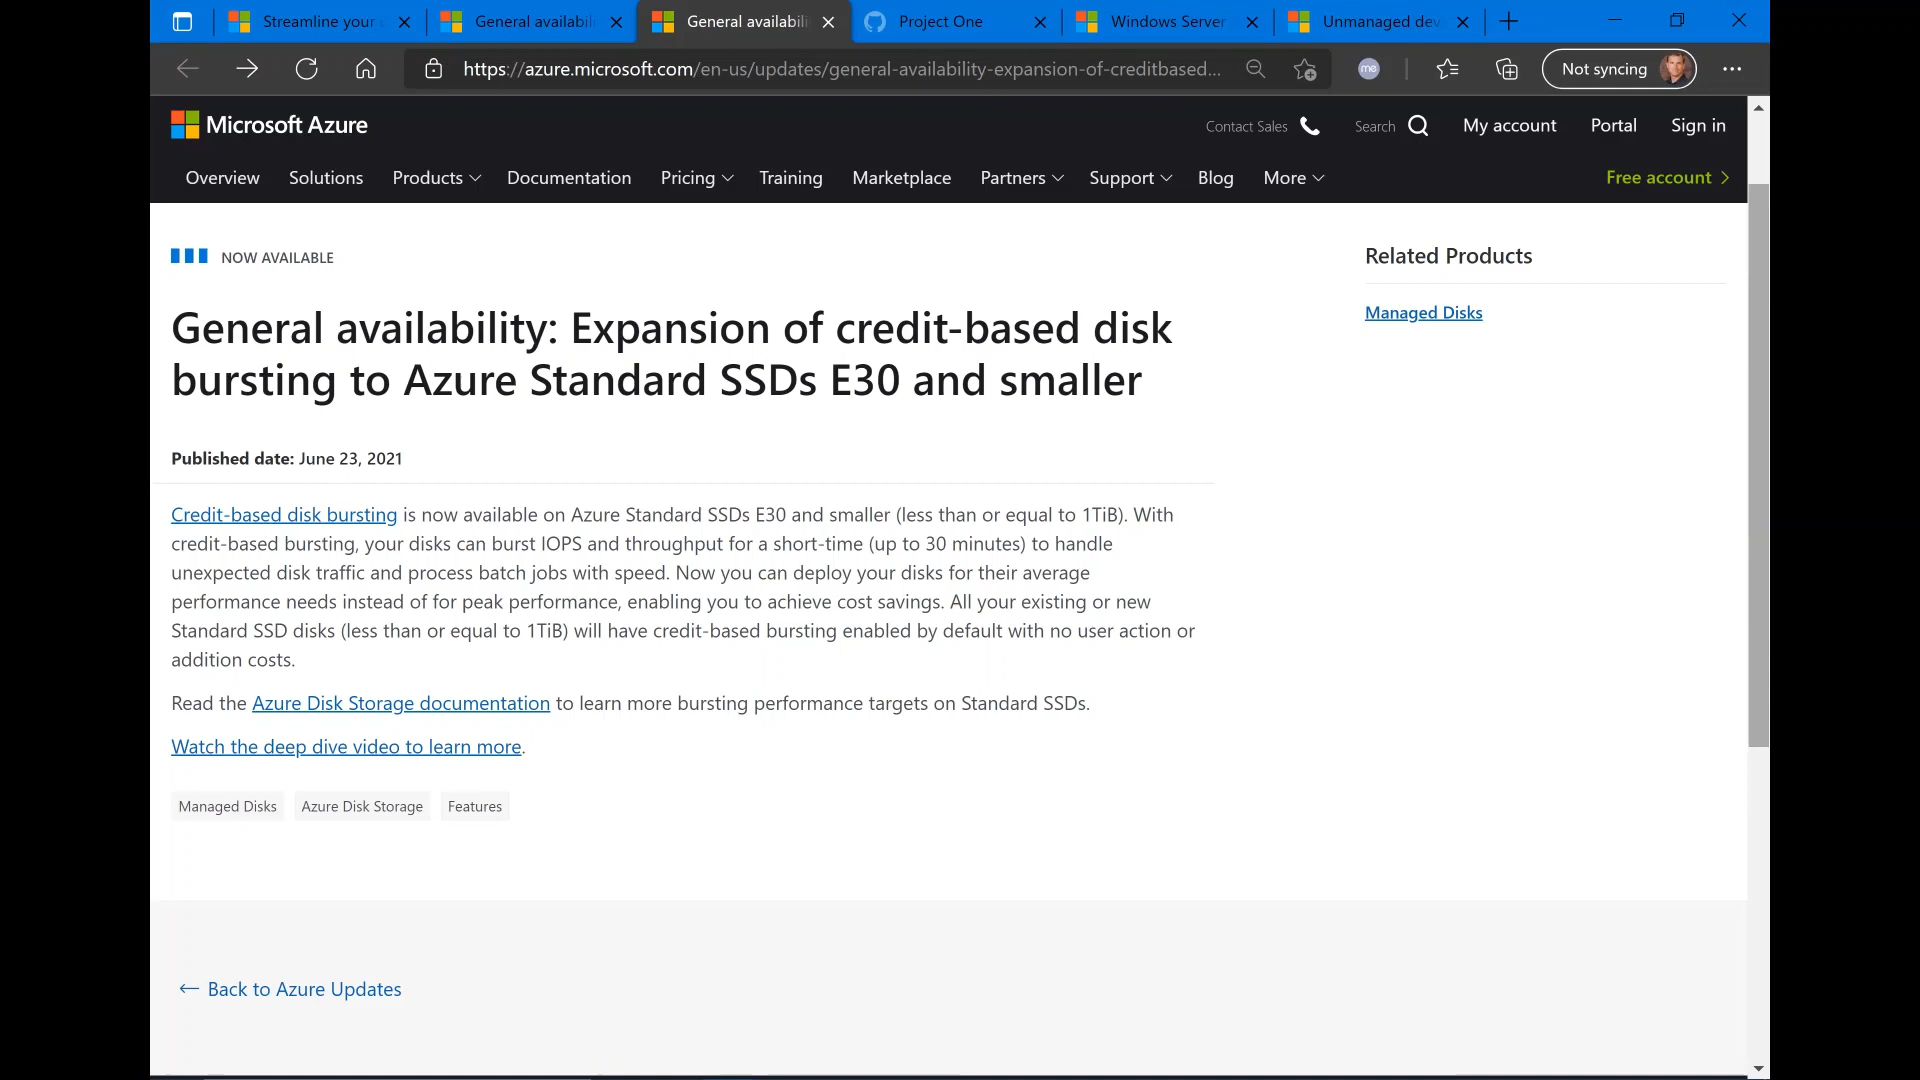 Streamline your
General availabili
General availabili
Project One
Windows Server
Unmanaged dev
https://azure.microsoft.com/en-us/updates/general-availability-expansion-of-creditbased...
me
Not syncing
Microsoft Azure
Contact Sales
Search
My account
Portal
Sign in
Overview
Solutions
Products
Documentation
Pricing
Training
Marketplace
Partners
Support
Blog
More
Free account
NOW AVAILABLE
Related Products
Managed Disks
General availability: Expansion of credit-based disk
bursting to Azure Standard SSDs E30 and smaller
Published date: June 23, 2021
Credit-based disk bursting is now available on Azure Standard SSDs E30 and smaller (less than or equal to 1TiB). With
credit-based bursting, your disks can burst IOPS and throughput for a short-time (up to 30 minutes) to handle
unexpected disk traffic and process batch jobs with speed. Now you can deploy your disks for their average
performance needs instead of for peak performance, enabling you to achieve cost savings. All your existing or new
Standard SSD disks (less than or equal to 1TiB) will have credit-based bursting enabled by default with no user action or
addition costs.
Read the Azure Disk Storage documentation to learn more bursting performance targets on Standard SSDs.
Watch the deep dive video to learn more.
Managed Disks
Azure Disk Storage
Features
Back to Azure Updates